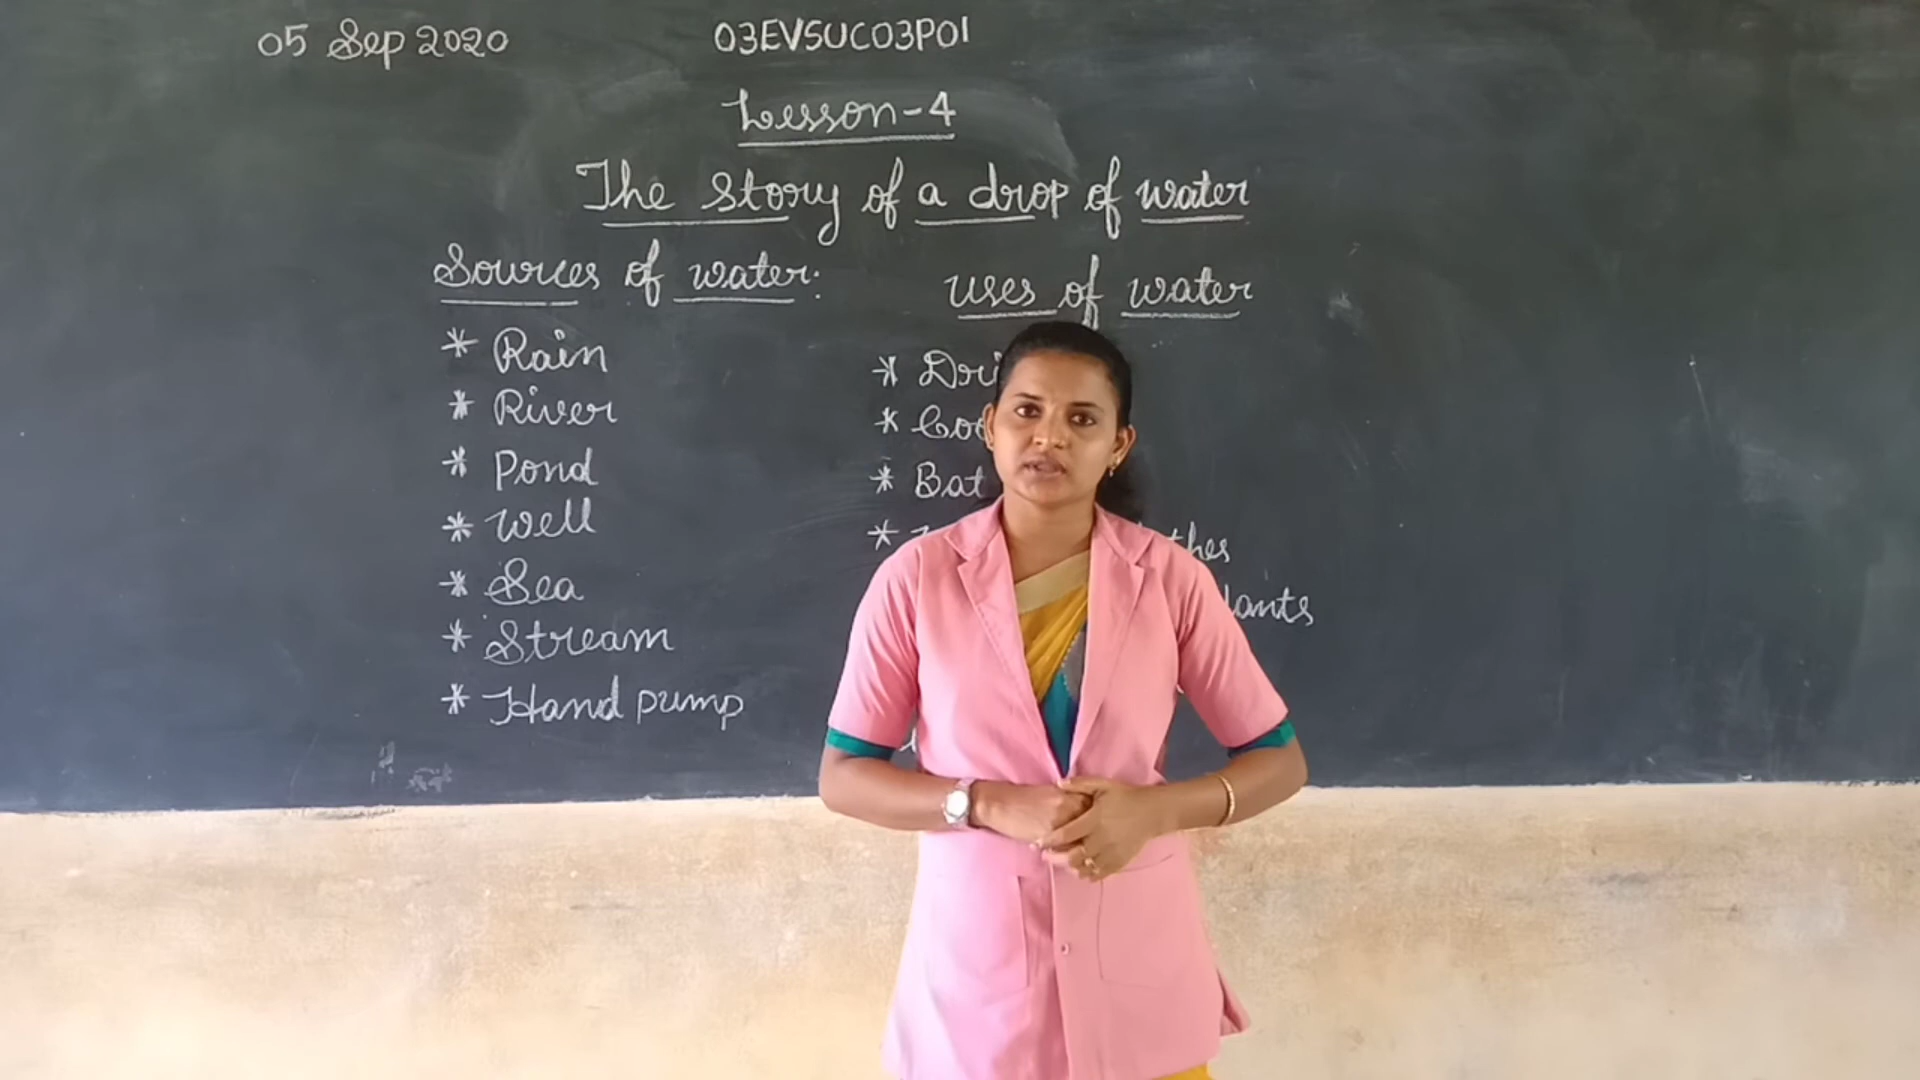 05 Sep 2020
03EVSUC03P01
Lesson-4
The story of a drop of water
Sources of water:
* Rain
* River
* Pond
* Well
* Sea
* Stream
* Hand pump
uses of water
* Dri
* Coo
* Bat
* thes
lants